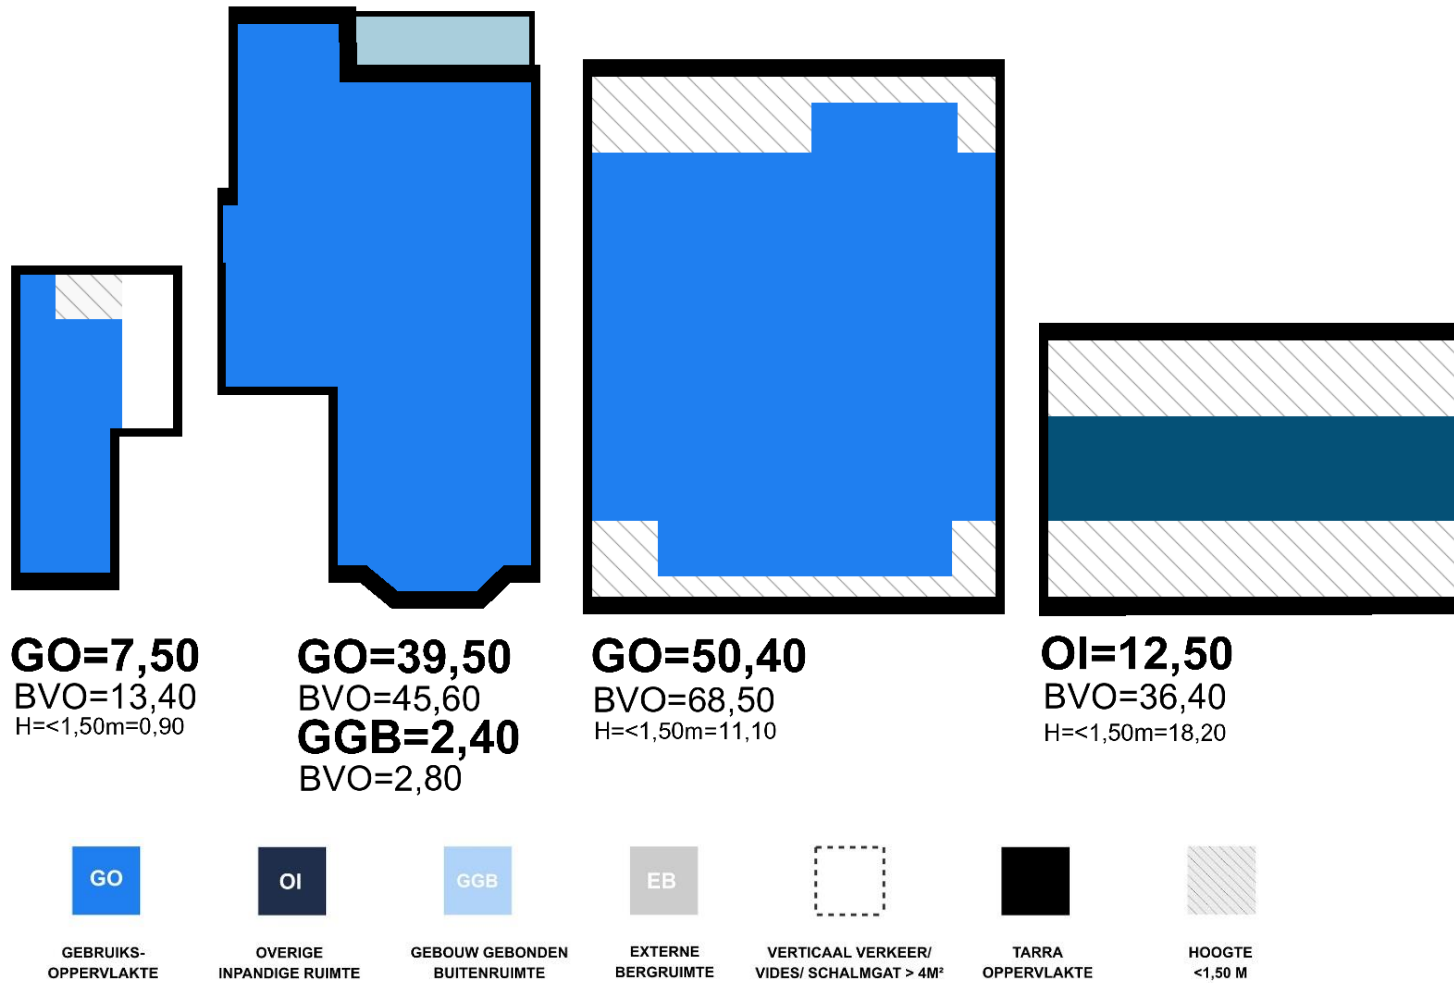 GO=7,50
BVO=13,40
H=<1,50m=0,90
GO=39,50
BVO=45,60
GGB=2,40
BVO=2,80
GO=50,40
BVO=68,50
H=<1,50m=11,10
OI=12,50
BVO=36,40
H=<1,50m=18,20
GO
GEBRUIKS-
OPPERVLAKTE
OI
OVERIGE
INPANDIGE RUIMTE
GGB
GEBOUW GEBONDEN
BUITENRUIMTE
EB
EXTERNE
BERGRUIMTE
VERTICAAL VERKEER/
VIDES/ SCHALMGAT > 4M²
TARRA
OPPERVLAKTE
HOOGTE
<1,50 M